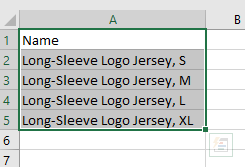 A B
1 Name
2 Long-Sleeve Logo Jersey, S
3 Long-Sleeve Logo Jersey, M
4 Long-Sleeve Logo Jersey, L
5 Long-Sleeve Logo Jersey, XL
6
7